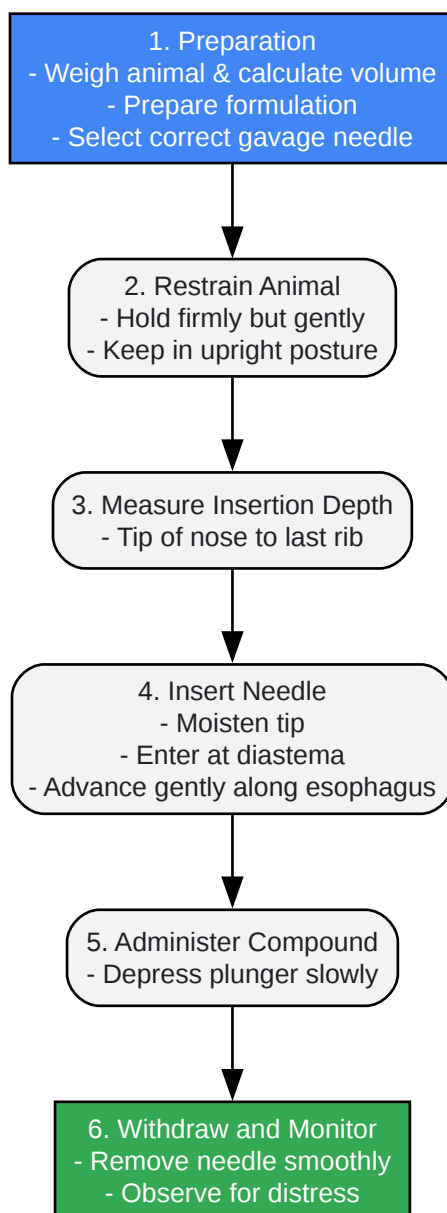 1. Preparation
- Weigh animal & calculate volume
- Prepare formulation
- Select correct gavage needle
2. Restrain Animal
- Hold firmly but gently
- Keep in upright posture
3. Measure Insertion Depth
- Tip of nose to last rib
4. Insert Needle
- Moisten tip
- Enter at diastema
- Advance gently along esophagus
5. Administer Compound
- Depress plunger slowly
6. Withdraw and Monitor
- Remove needle smoothly
- Observe for distress